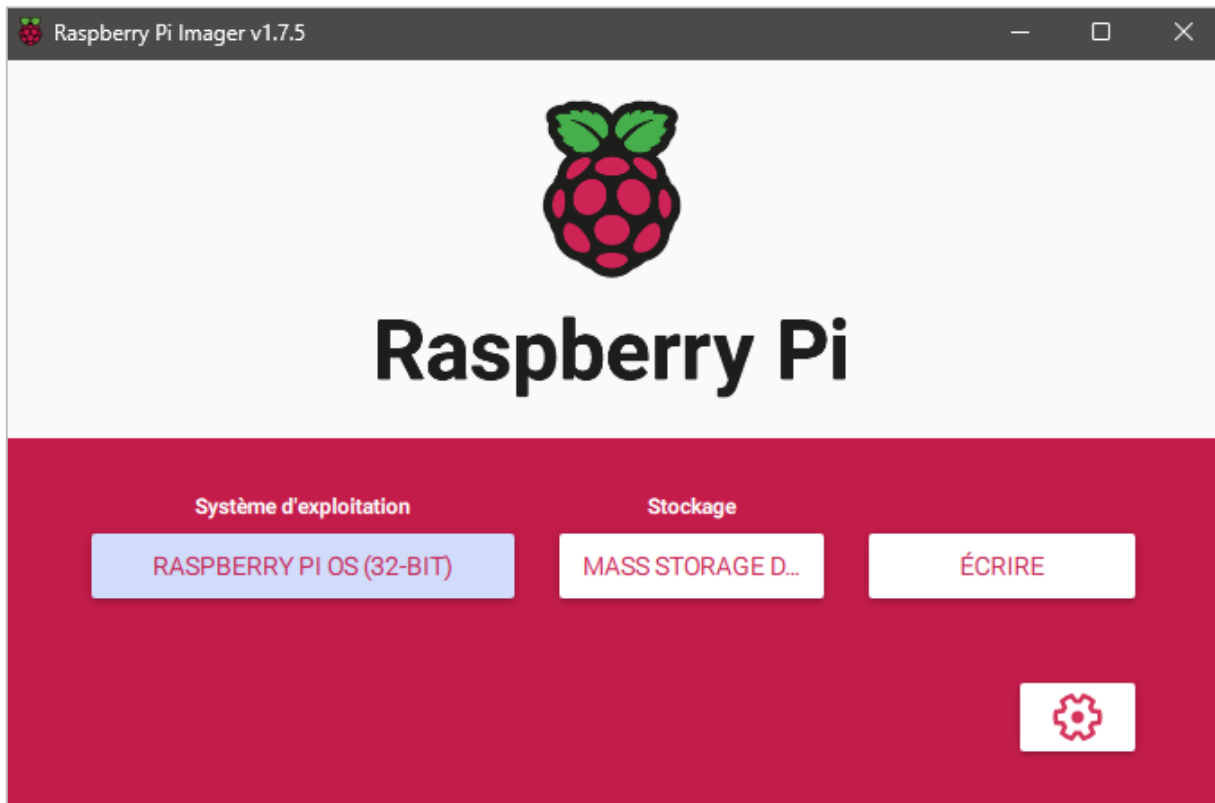 Raspberry Pi Imager v1.7.5
Raspberry Pi
Système d'exploitation
Stockage
RASPBERRY PI OS (32-BIT)
MASS STORAGE D...
ÉCRIRE